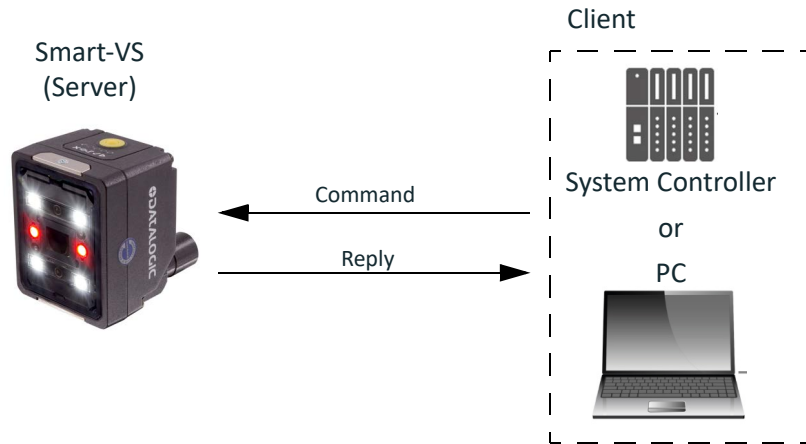 Client
Smart-VS
(Server)
DATALOGIC
Command
Reply
System Controller
or
PC